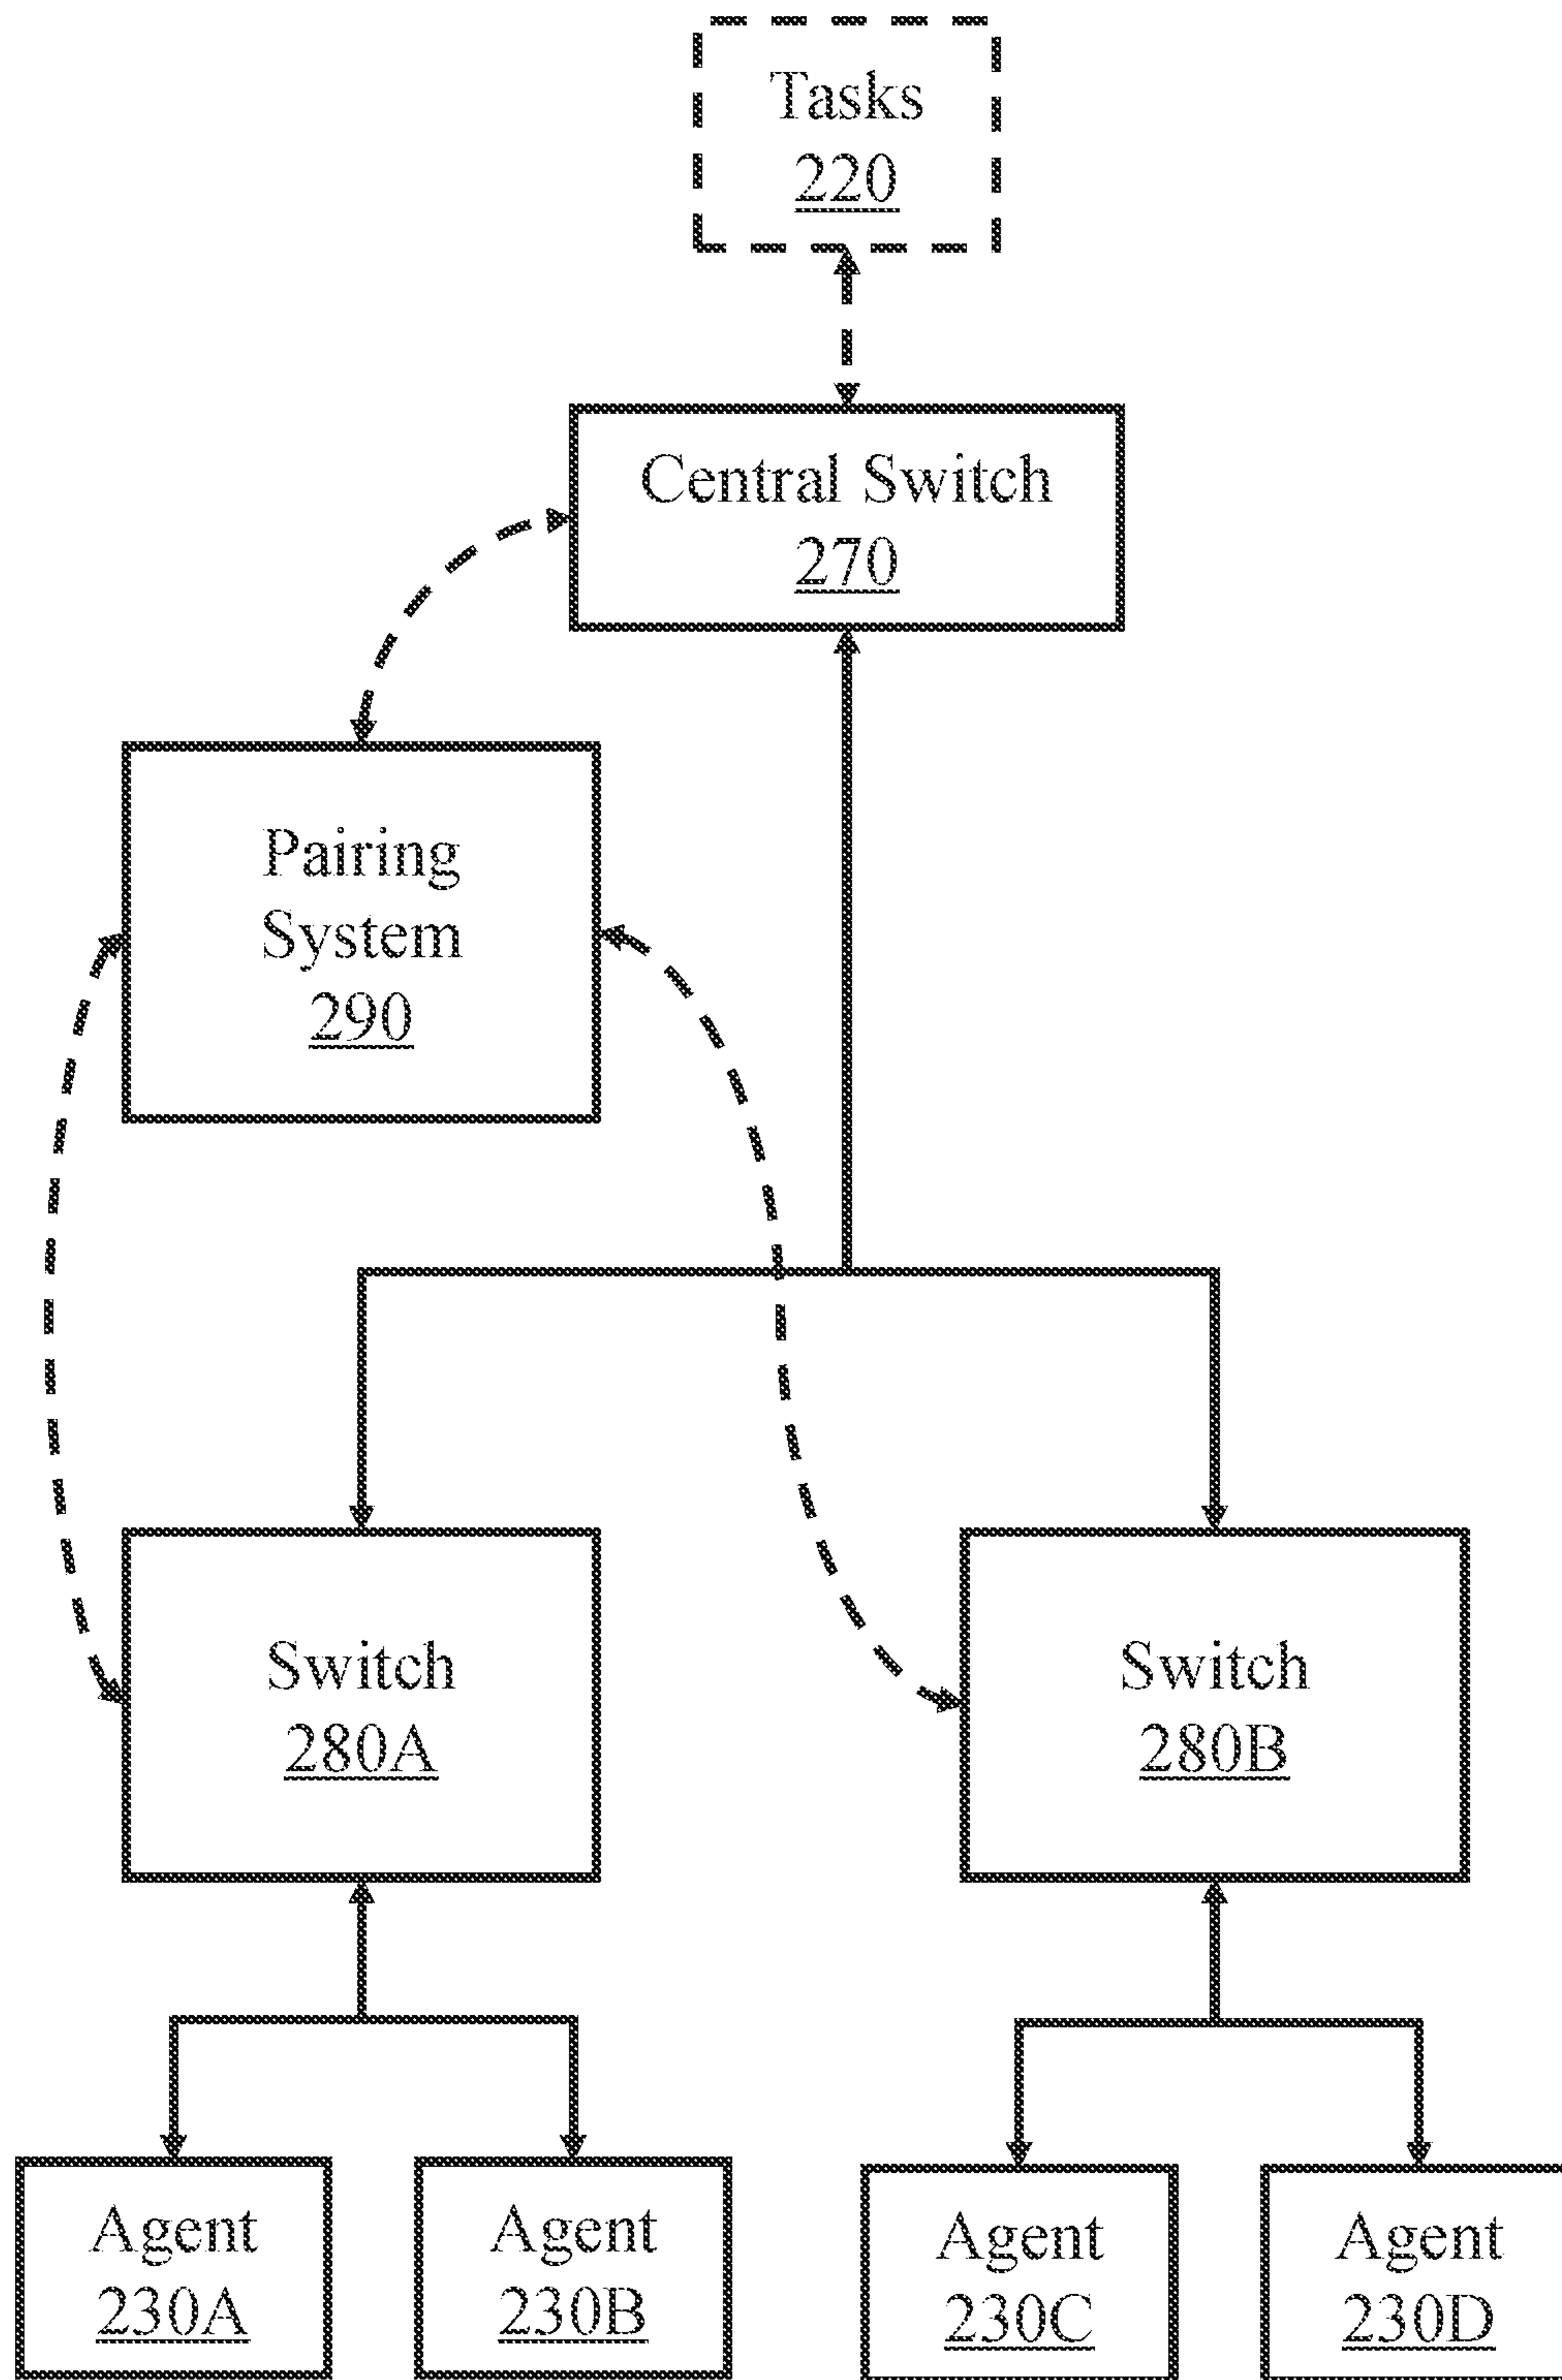 Tasks
220
Central Switch
270
Pairing
System
290
Switch
280A
Switch
280B
Agent
230A
Agent
230B
Agent
230C
Agent
230D